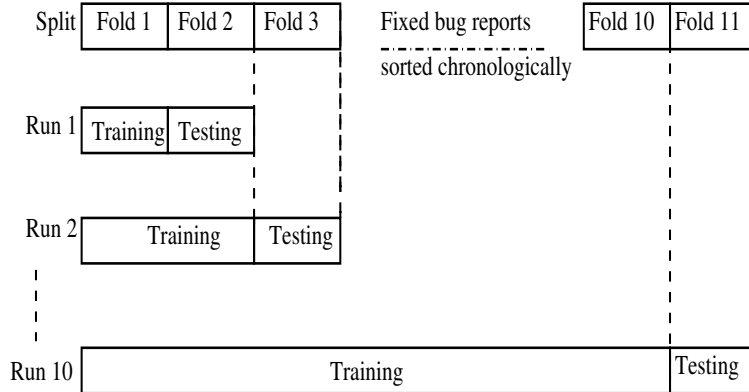 Split Fold 1 Fold 2 Fold 3 Fixed bug reports Fold 10 Fold 11
sorted chronologically
Run 1 Training Testing
Run 2 Training Testing
Run 10 Training Testing